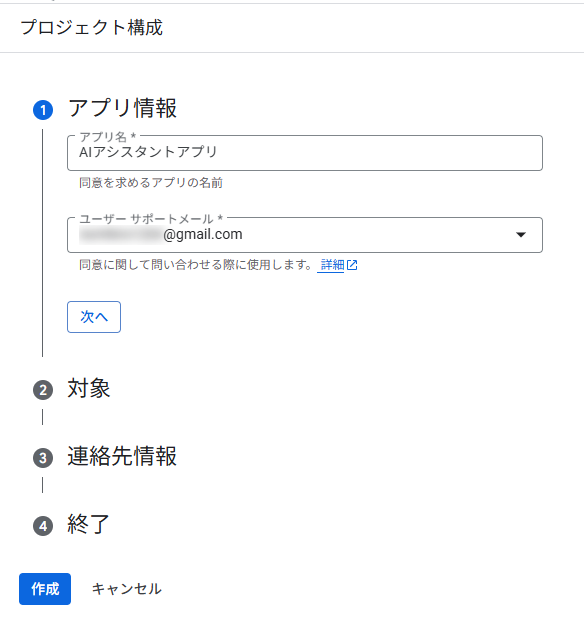 プロジェクト構成
1 アプリ情報
アプリ名 *
AIアシスタントアプリ
同意を求めるアプリの名前
ユーザー サポートメール *
@gmail.com
同意に関して問い合わせる際に使用します。 詳細
次へ
2 対象
3 連絡先情報
4 終了
作成 キャンセル